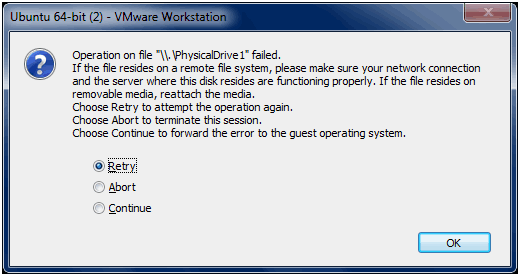 Ubuntu 64-bit (2) - VMware Workstation
Operation on file "\\.\PhysicalDrive1" failed.
If the file resides on a remote file system, please make sure your network connection
and the server where this disk resides are functioning properly. If the file resides on
removable media, reattach the media.
Choose Retry to attempt the operation again.
Choose Abort to terminate this session.
Choose Continue to forward the error to the guest operating system.
Retry
Abort
Continue
OK